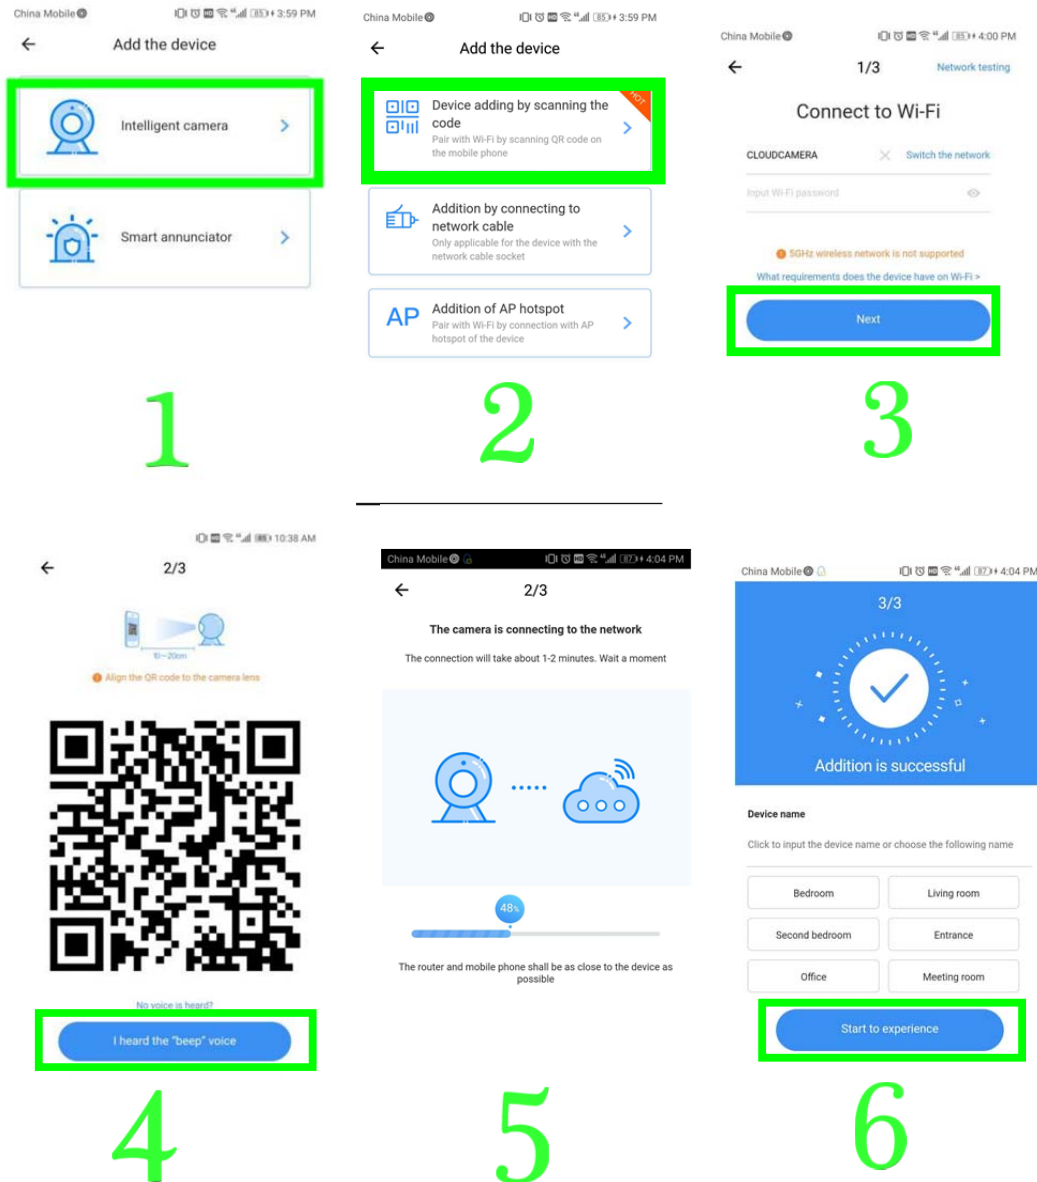 China Mobile 85 3:59 PM
Add the device
Intelligent camera
Smart annunciator
1
China Mobile 85 3:59 PM
Add the device
HOT
Device adding by scanning the
code
Pair with Wi-Fi by scanning QR code on
the mobile phone
Addition by connecting to
network cable
Only applicable for the device with the
network cable socket
AP
Addition of AP hotspot
Pair with Wi-Fi by connection with AP
hotspot of the device
2
China Mobile 85 4:00 PM
1/3 Network testing
Connect to Wi-Fi
CLOUDCAMERA Switch the network
Input Wi-Fi password
5GHz wireless network is not supported
What requirements does the device have on Wi-Fi >
Next
3
10:38 AM
2/3
10~20cm
Align the QR code to the camera lens
No voice is heard?
I heard the "beep" voice
4
China Mobile 87 4:04 PM
2/3
The camera is connecting to the network
The connection will take about 1-2 minutes. Wait a moment
48%
The router and mobile phone shall be as close to the device as
possible
5
China Mobile 87 4:04 PM
3/3
Addition is successful
Device name
Click to input the device name or choose the following name
Bedroom Living room
Second bedroom Entrance
Office Meeting room
Start to experience
6